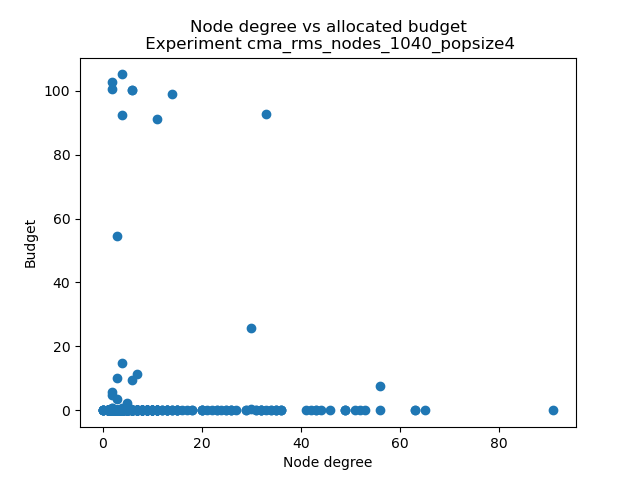 Node degree vs allocated budget
Experiment cma_rms_nodes_1040_popsize4
100
80
60
40
20
0
Budget
0 20 40 60 80
Node degree